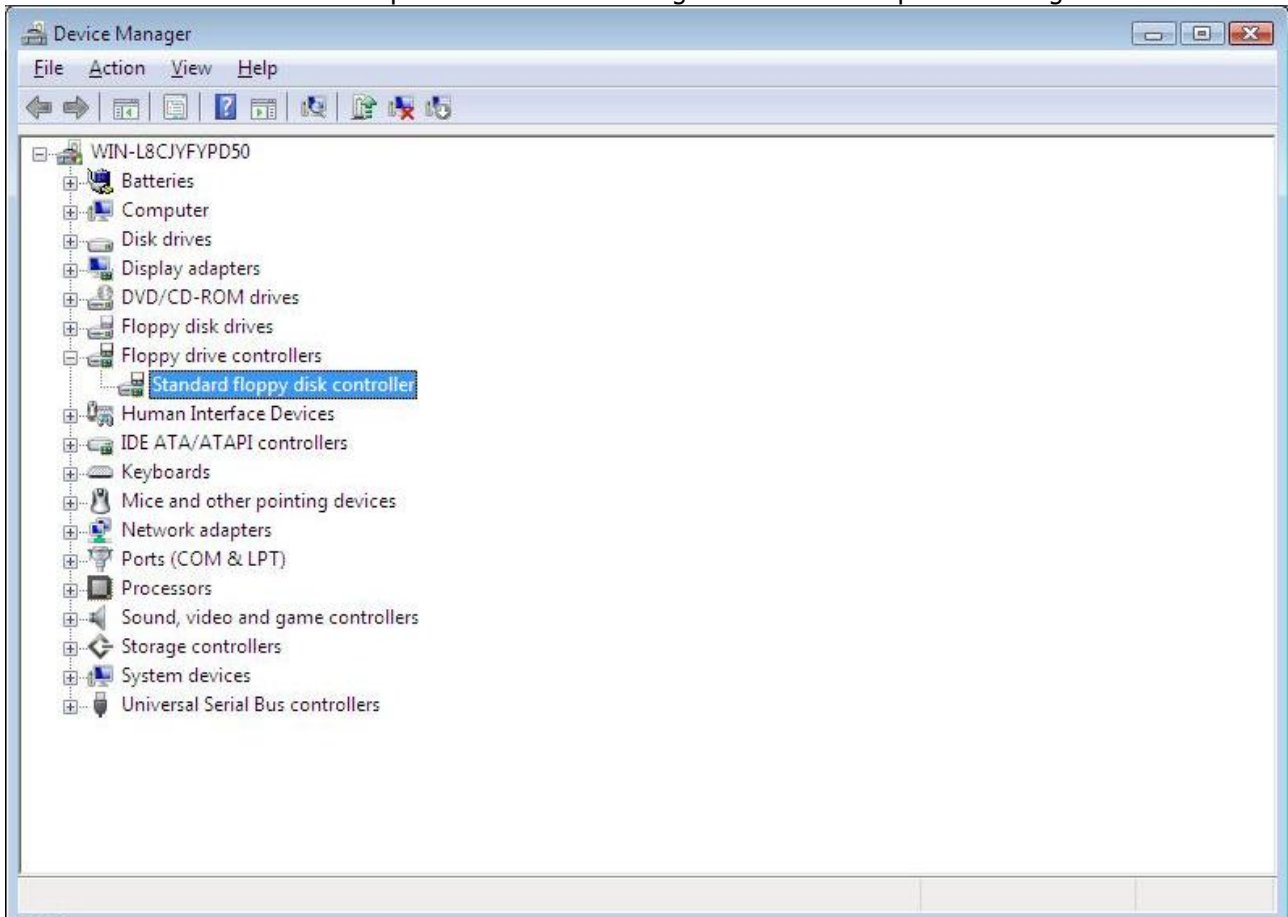 Device Manager
File Action View Help
WIN-L8CJYFYPD50
Batteries
Computer
Disk drives
Display adapters
DVD/CD-ROM drives
Floppy disk drives
Floppy drive controllers
Standard floppy disk controller
Human Interface Devices
IDE ATA/ATAPI controllers
Keyboards
Mice and other pointing devices
Network adapters
Ports (COM & LPT)
Processors
Sound, video and game controllers
Storage controllers
System devices
Universal Serial Bus controllers